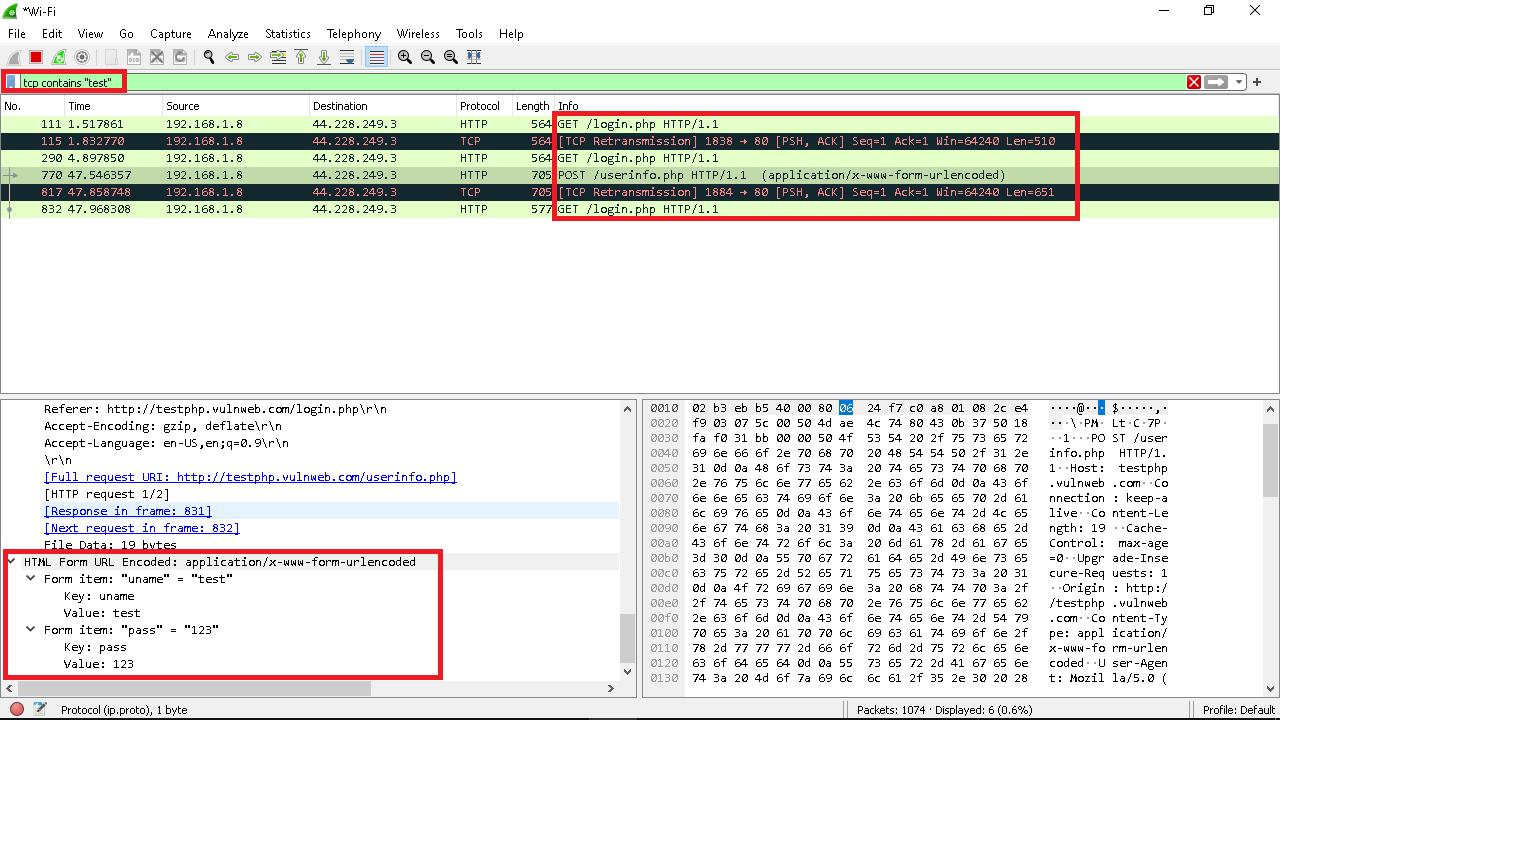 *Wi-Fi
File Edit View Go Capture Analyze Statistics Telephony Wireless Tools Help
tcp contains "test"
No. Time Source Destination Protocol Length Info
111 1.517861 192.168.1.8 44.228.249.3 HTTP 564 GET /login.php HTTP/1.1
115 1.832770 192.168.1.8 44.228.249.3 TCP 564 [TCP Retransmission] 1838 → 80 [PSH, ACK] Seq=1 Ack=1 Win=64240 Len=510
290 4.897850 192.168.1.8 44.228.249.3 HTTP 564 GET /login.php HTTP/1.1
770 47.546357 192.168.1.8 44.228.249.3 HTTP 705 POST /userinfo.php HTTP/1.1 (application/x-www-form-urlencoded)
817 47.858748 192.168.1.8 44.228.249.3 TCP 705 [TCP Retransmission] 1884 → 80 [PSH, ACK] Seq=1 Ack=1 Win=64240 Len=651
832 47.968308 192.168.1.8 44.228.249.3 HTTP 577 GET /login.php HTTP/1.1
Referer: http://testphp.vulnweb.com/login.php\r\n
Accept-Encoding: gzip, deflate\r\n
Accept-Language: en-US,en;q=0.9\r\n
\r\n
[Full request URI: http://testphp.vulnweb.com/userinfo.php]
[HTTP request 1/2]
[Response in frame: 831]
[Next request in frame: 832]
File Data: 19 bytes
HTML Form URL Encoded: application/x-www-form-urlencoded
Form item: "uname" = "test"
Key: uname
Value: test
Form item: "pass" = "123"
Key: pass
Value: 123
0010 02 b3 eb b5 40 00 80 06 24 f7 c0 a8 01 08 2c e4 ····@··· $·····,·
0020 f9 03 07 5c 00 50 4d ae 4c 74 80 43 0b 37 50 18 ···\·PM· Lt·C·7P·
0030 fa f0 31 bb 00 00 50 4f 53 54 20 2f 75 73 65 72 ··1···PO ST /user
0040 69 6e 66 6f 2e 70 68 70 20 48 54 54 50 2f 31 2e info.php HTTP/1.
0050 31 0d 0a 48 6f 73 74 3a 20 74 65 73 74 70 68 70 1··Host: testphp
0060 2e 76 75 6c 6e 77 65 62 2e 63 6f 6d 0d 0a 43 6f .vulnweb .com··Co
0070 6e 6e 65 63 74 69 6f 6e 3a 20 6b 65 65 70 2d 61 nnection : keep-a
0080 6c 69 76 65 0d 0a 43 6f 6e 74 65 6e 74 2d 4c 65 live··Co ntent-Le
0090 6e 67 74 68 3a 20 31 39 0d 0a 43 61 63 68 65 2d ngth: 19 ··Cache-
00a0 43 6f 6e 74 72 6f 6c 3a 20 6d 61 78 2d 61 67 65 Control: max-age
00b0 3d 30 0d 0a 55 70 67 72 61 64 65 2d 49 6e 73 65 =0··Upgr ade-Inse
00c0 63 75 72 65 2d 52 65 71 75 65 73 74 73 3a 20 31 cure-Req uests: 1
00d0 0d 0a 4f 72 69 67 69 6e 3a 20 68 74 74 70 3a 2f ··Origin : http:/
00e0 2f 74 65 73 74 70 68 70 2e 76 75 6c 6e 77 65 62 /testphp .vulnweb
00f0 2e 63 6f 6d 0d 0a 43 6f 6e 74 65 6e 74 2d 54 79 .com··Co ntent-Ty
0100 70 65 3a 20 61 70 70 6c 69 63 61 74 69 6f 6e 2f pe: appl ication/
0110 78 2d 77 77 77 2d 66 6f 72 6d 2d 75 72 6c 65 6e x-www-fo rm-urlen
0120 63 6f 64 65 64 0d 0a 55 73 65 72 2d 41 67 65 6e coded··U ser-Agen
0130 74 3a 20 4d 6f 7a 69 6c 6c 61 2f 35 2e 30 20 28 t: Mozil la/5.0 (
Protocol (ip.proto), 1 byte Packets: 1074 · Displayed: 6 (0.6%) Profile: Default